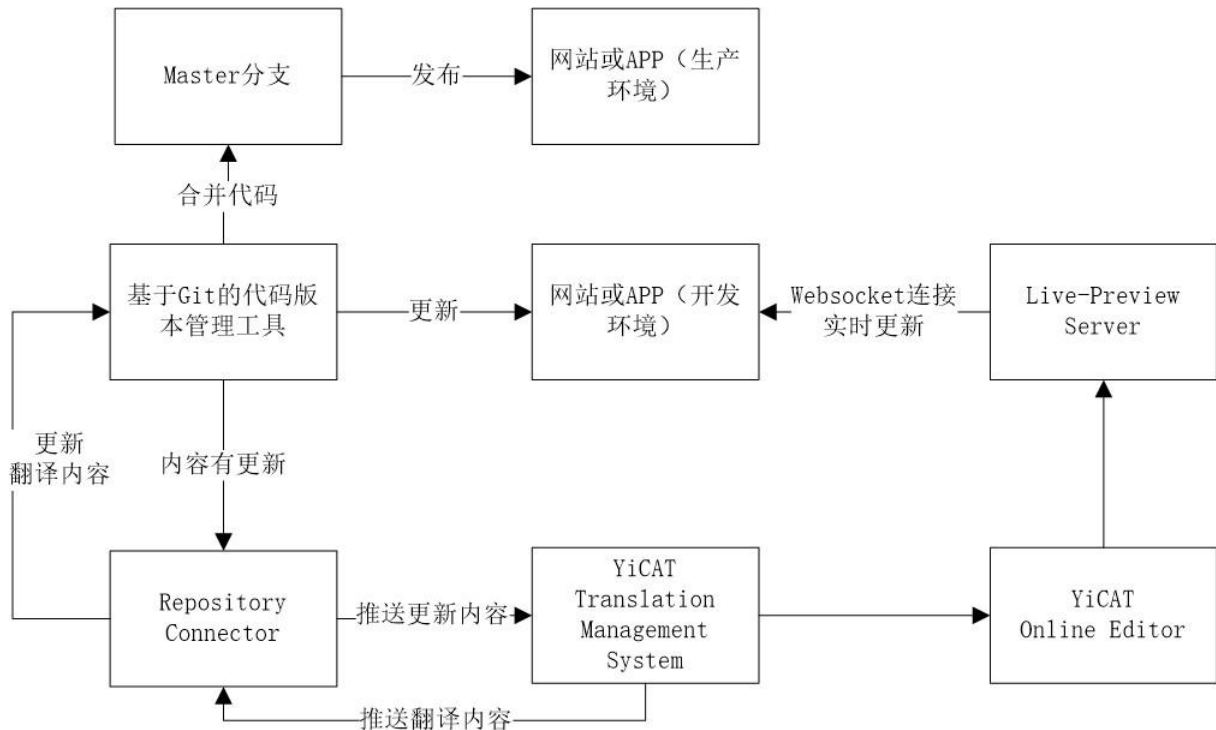 Master分支
发布
网站或APP（生产
环境）
合并代码
基于Git的代码版
本管理工具
更新
网站或APP（开发
环境）
Websocket连接
实时更新
Live-Preview
Server
更新
翻译内容
内容有更新
Repository
Connector
推送更新内容
YiCAT
Translation
Management
System
YiCAT
Online Editor
推送翻译内容